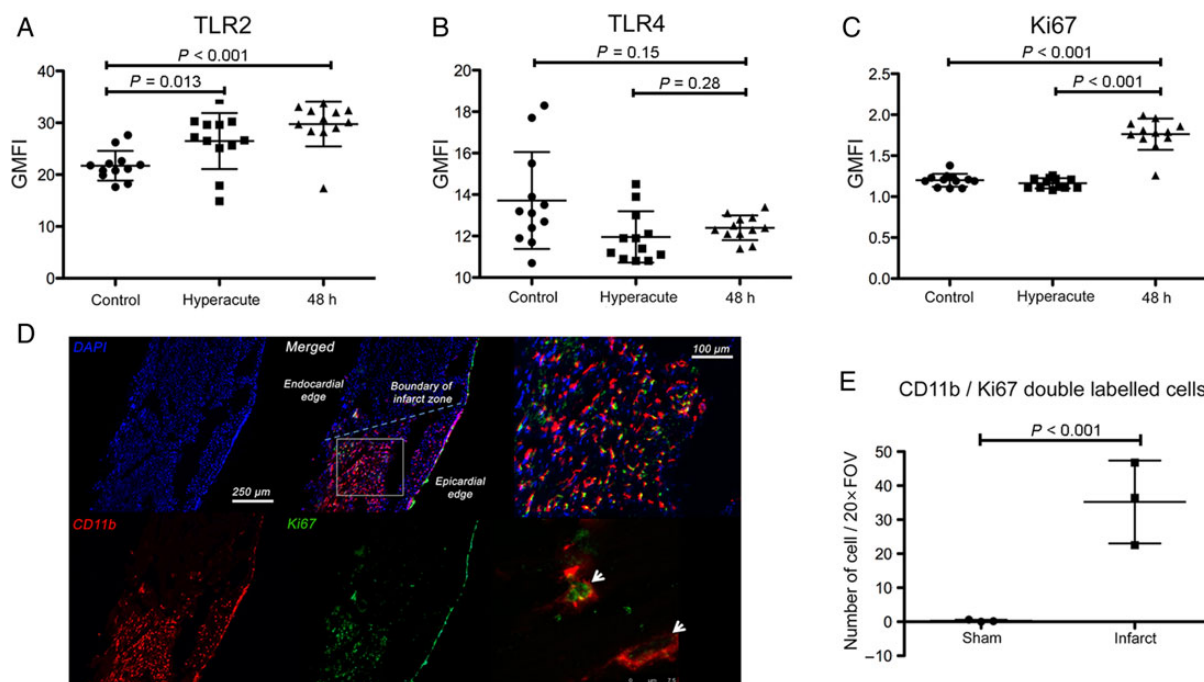 A
TLR2
P < 0.001
P = 0.013
GMFI
40
30
20
10
0
Control
Hyperacute
48 h
B
TLR4
P = 0.15
P = 0.28
GMFI
20
18
16
14
12
10
Control
Hyperacute
48 h
C
Ki67
P < 0.001
P < 0.001
GMFI
2.5
2.0
1.5
1.0
0.5
0.0
Control
Hyperacute
48 h
D
DAPI
250 μm
Merged
Endocardial
edge
Boundary of
infarct zone
Epicardial
edge
100 μm
CD11b
Ki67
E
CD11b / Ki67 double labelled cells
P < 0.001
Number of cell / 20×FOV
50
40
30
20
10
0
−10
Sham
Infarct